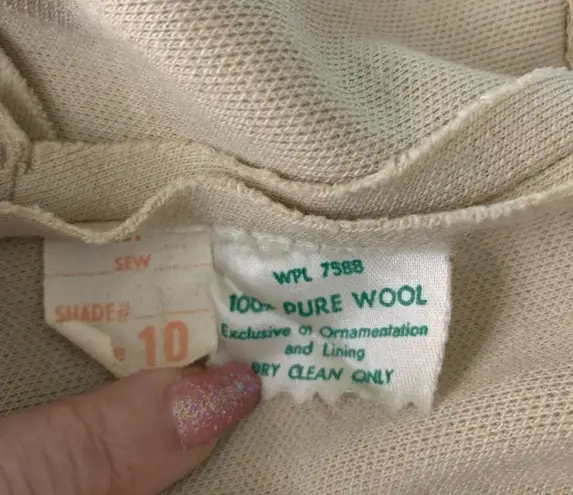 SEW
SHADE#
10
WPL 7588
100% PURE WOOL
Exclusive of Ornamentation
and Lining
DRY CLEAN ONLY